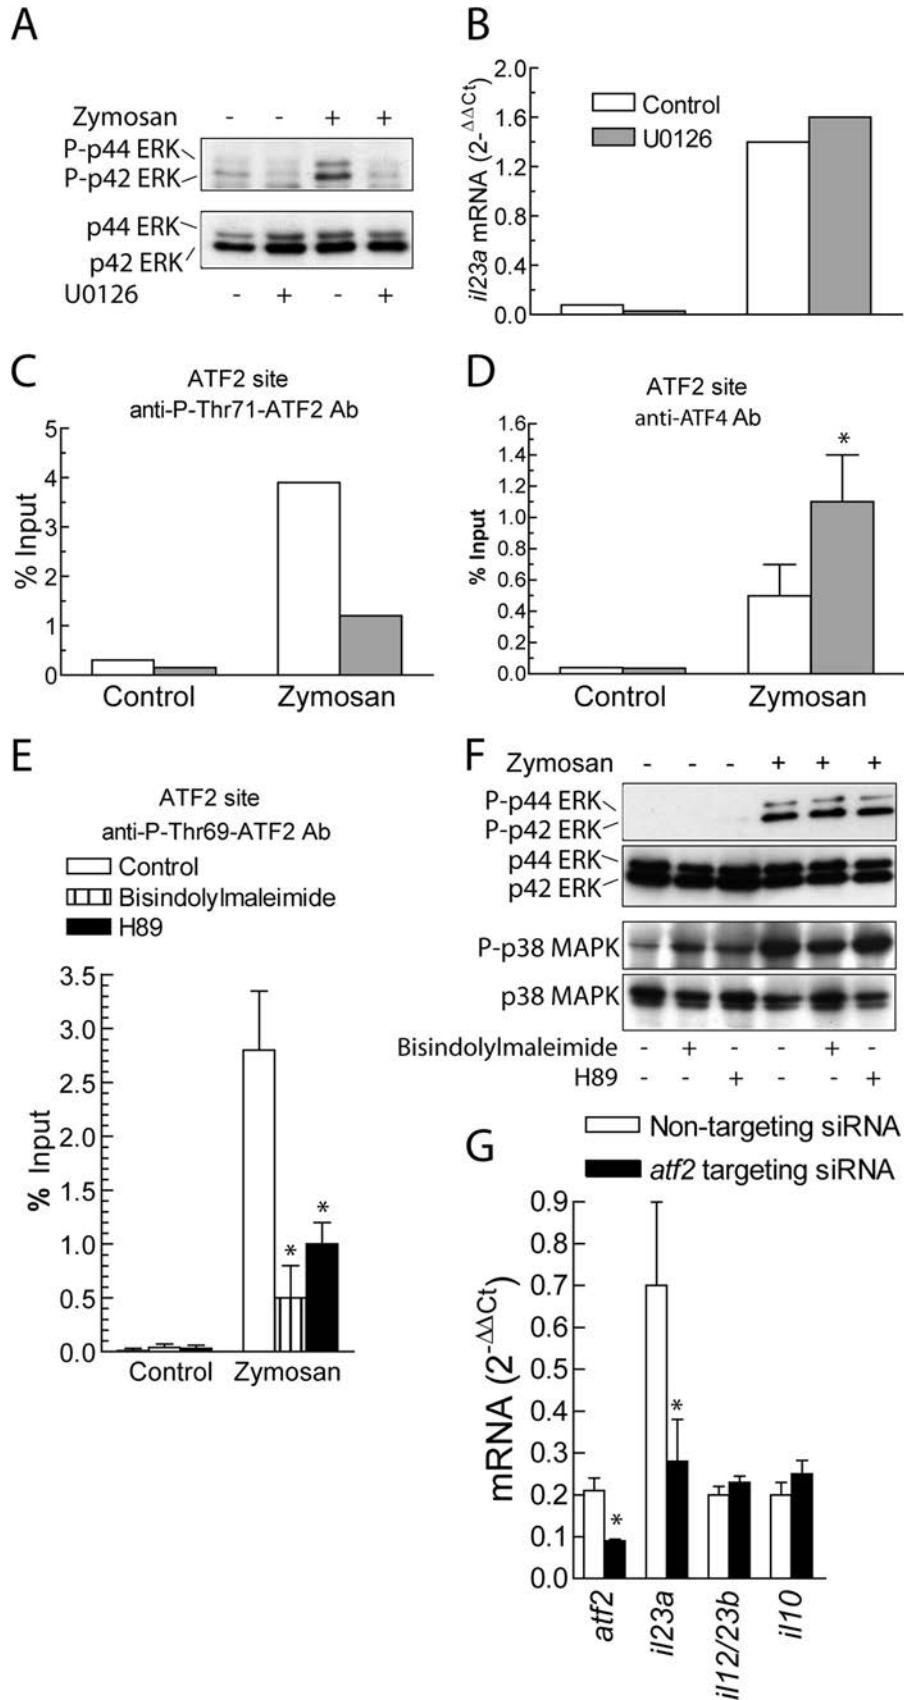 A
Zymosan - - + +
P-p44 ERK
P-p42 ERK
p44 ERK
p42 ERK
U0126 - + - +
B
il23a mRNA (2-ΔΔCt)
2.0
1.6
1.2
0.8
0.4
0.0
Control
U0126
C
ATF2 site
anti-P-Thr71-ATF2 Ab
% Input
5
4
3
2
1
0
Control Zymosan
D
ATF2 site
anti-ATF4 Ab
% Input
1.6
1.4
1.2
1.0
0.8
0.6
0.4
0.2
0.0
*
Control Zymosan
E
ATF2 site
anti-P-Thr69-ATF2 Ab
Control
Bisindolylmaleimide
H89
% Input
3.5
3.0
2.5
2.0
1.5
1.0
0.5
0.0
* *
Control Zymosan
F
Zymosan - - - + + +
P-p44 ERK
P-p42 ERK
p44 ERK
p42 ERK
P-p38 MAPK
p38 MAPK
Bisindolylmaleimide - + - - + -
H89 - - + - - +
G
Non-targeting siRNA
atf2 targeting siRNA
mRNA (2-ΔΔCt)
0.9
0.8
0.7
0.6
0.5
0.4
0.3
0.2
0.1
0.0
* *
atf2
il23a
il12/23b
il10